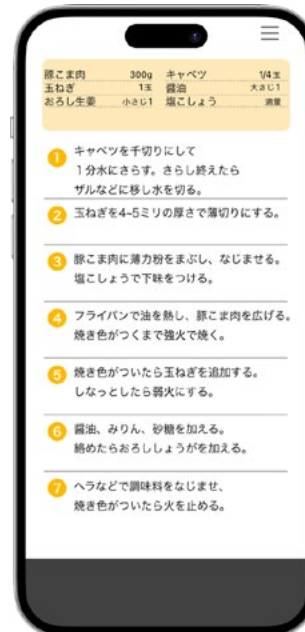 豚こま肉 300g キャベツ 1/4玉
玉ねぎ 1玉 醤油 大さじ1
おろし生姜 小さじ1 塩こしょう 適量
1 キャベツを千切りにして
1分水にさらす。さらし終えたら
ザルなどに移し水を切る。
2 玉ねぎを4~5ミリの厚さで薄切りにする。
3 豚こま肉に薄力粉をまぶし、なじませる。
塩こしょうで下味をつける。
4 フライパンで油を熱し、豚こま肉を広げる。
焼き色がつくまで強火で焼く。
5 焼き色がついたら玉ねぎを追加する。
しなっとしたら弱火にする。
6 醤油、みりん、砂糖を加える。
絡めたらおろししょうがを加える。
7 ヘラなどで調味料をなじませ、
焼き色がついたら火を止める。